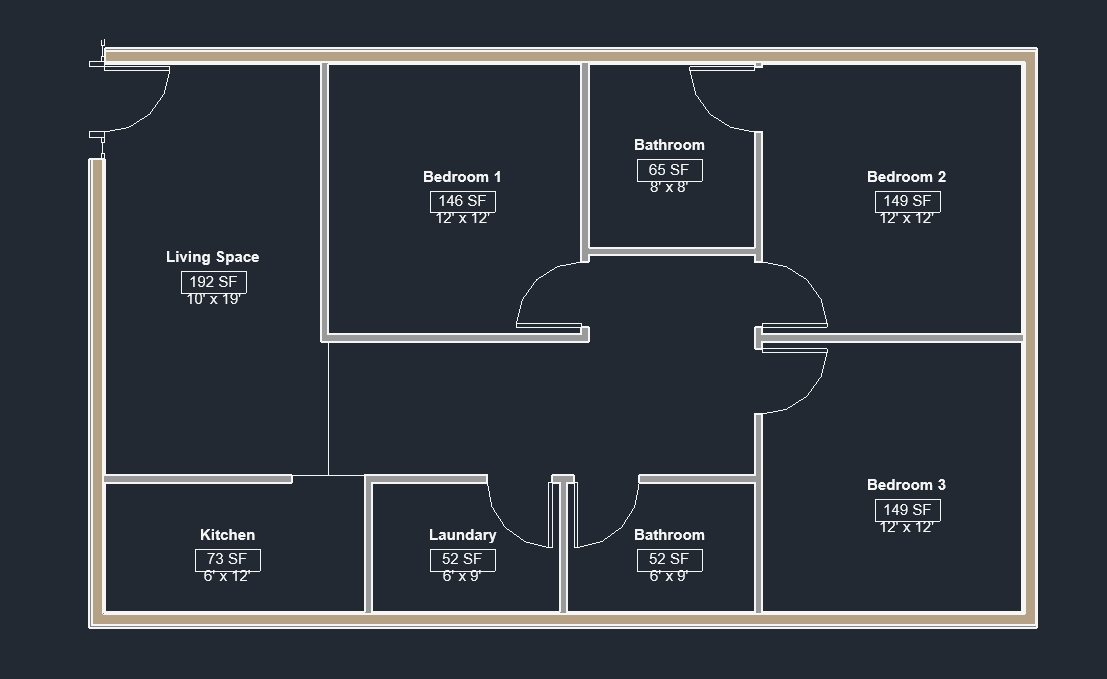 Bathroom
65 SF
8' x 8'
Bedroom 1
146 SF
12' x 12'
Bedroom 2
149 SF
12' x 12'
Living Space
192 SF
10' x 19'
Bedroom 3
149 SF
12' x 12'
Kitchen
73 SF
6' x 12'
Laundary
52 SF
6' x 9'
Bathroom
52 SF
6' x 9'